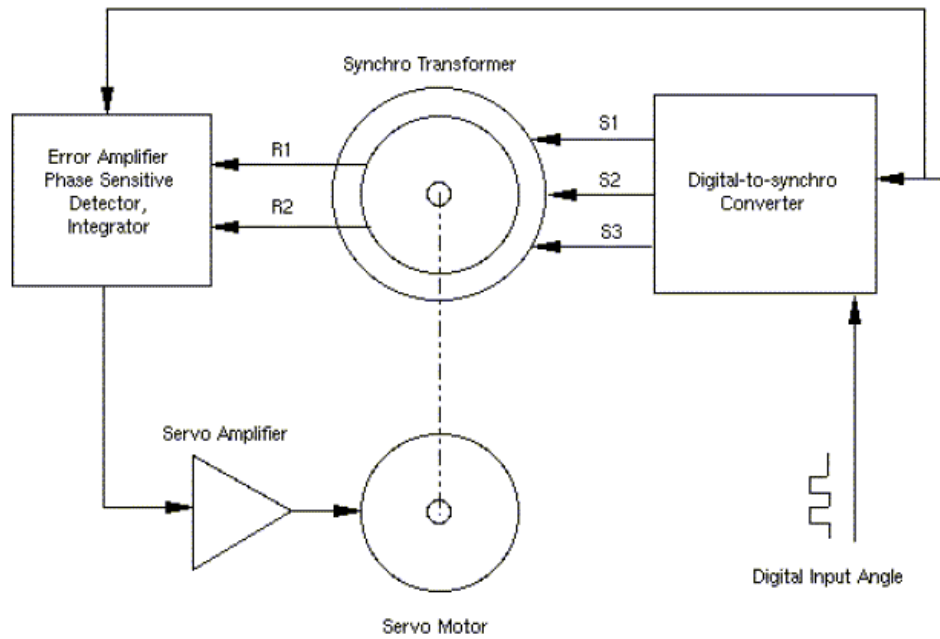 Synchro Transformer
Error Amplifier
Phase Sensitive
Detector,
Integrator
R1
R2
S1
S2
S3
Digital-to-synchro
Converter
Servo Amplifier
Digital Input Angle
Servo Motor